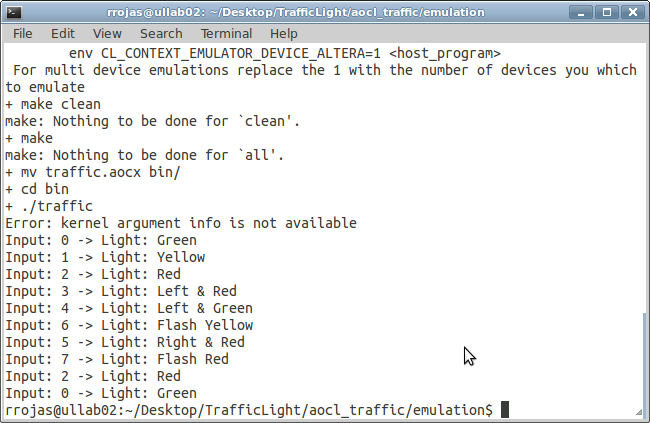 rrojas@ullab02: ~/Desktop/TrafficLight/aocl_traffic/emulation
File Edit View Search Terminal Help
env CL_CONTEXT_EMULATOR_DEVICE_ALTERA=1 <host_program>
For multi device emulations replace the 1 with the number of devices you which
to emulate
+ make clean
make: Nothing to be done for `clean'.
+ make
make: Nothing to be done for `all'.
+ mv traffic.aocx bin/
+ cd bin
+ ./traffic
Error: kernel argument info is not available
Input: 0 -> Light: Green
Input: 1 -> Light: Yellow
Input: 2 -> Light: Red
Input: 3 -> Light: Left & Red
Input: 4 -> Light: Left & Green
Input: 6 -> Light: Flash Yellow
Input: 5 -> Light: Right & Red
Input: 7 -> Light: Flash Red
Input: 2 -> Light: Red
Input: 0 -> Light: Green
rrojas@ullab02:~/Desktop/TrafficLight/aocl_traffic/emulation$